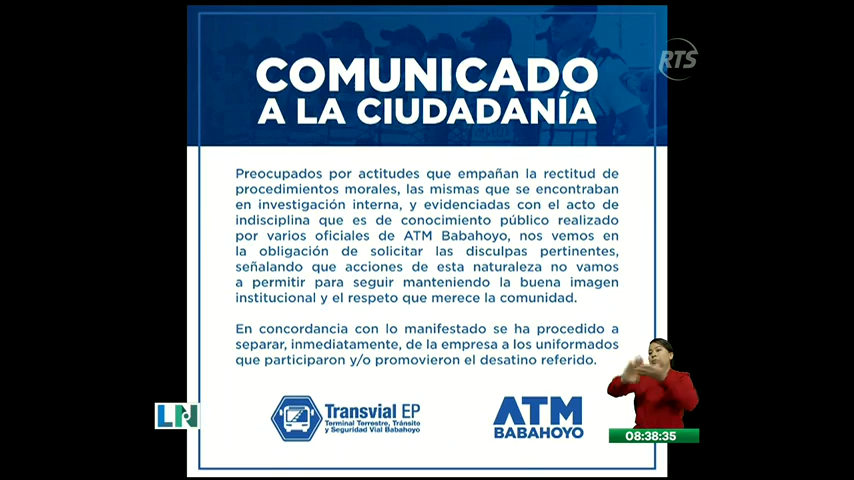 COMUNICADO
A LA CIUDADANÍA
RTS
Preocupados por actitudes que empañan la rectitud de
procedimientos morales, las mismas que se encontraban
en investigación interna, y evidenciadas con el acto de
indisciplina que es de conocimiento público realizado
por varios oficiales de ATM Babahoyo, nos vemos en
la obligación de solicitar las disculpas pertinentes,
señalando que acciones de esta naturaleza no vamos
a permitir para seguir manteniendo la buena imagen
institucional y el respeto que merece la comunidad.
En concordancia con lo manifestado se ha procedido a
separar, inmediatamente, de la empresa a los uniformados
que participaron y/o promovieron el desatino referido.
LN
Transvial EP
Terminal Terrestre, Tránsito
y Seguridad Vial Babahoyo
ATM
BABAHOYO
08:38:35